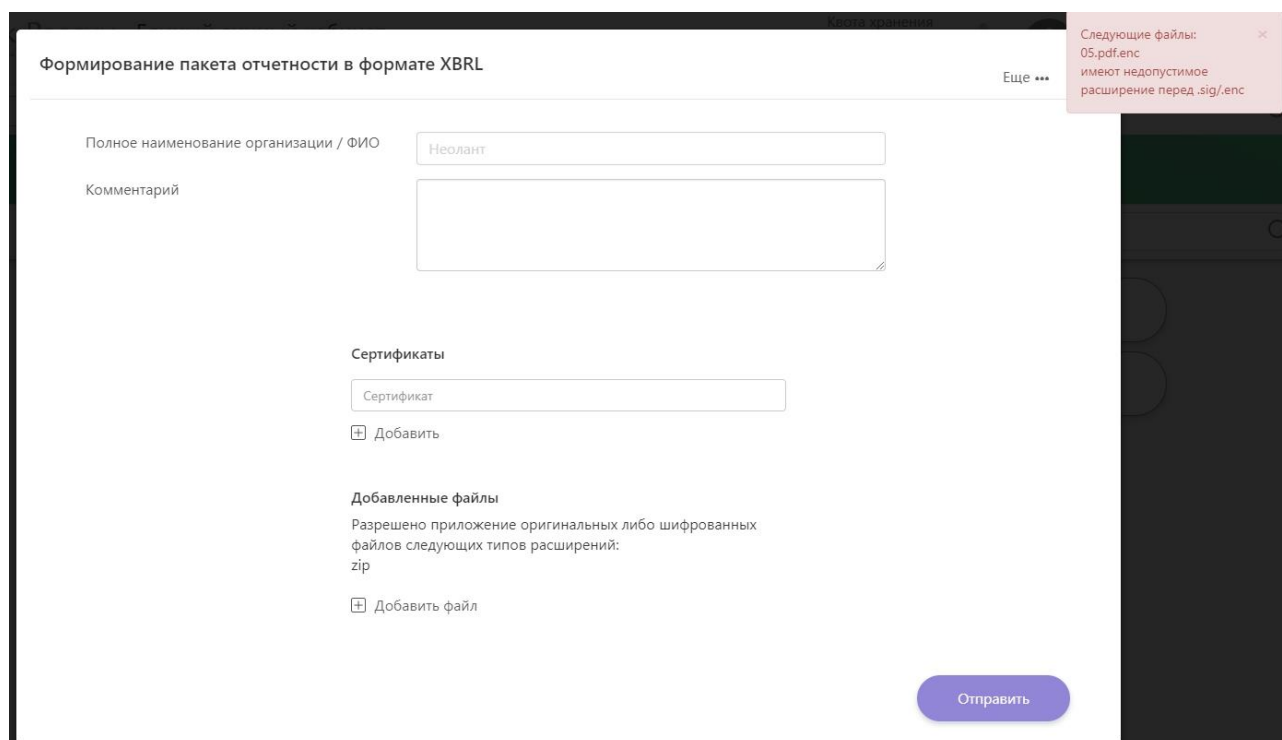 Квота хранения
Следующие файлы:
×
05.pdf.enc
имеют недопустимое
расширение перед .sig/.enc
Формирование пакета отчетности в формате XBRL
Еще •••
Полное наименование организации / ФИО
Неолант
Комментарий
Сертификаты
Сертификат
Добавить
Добавленные файлы
Разрешено приложение оригинальных либо шифрованных
файлов следующих типов расширений:
zip
Добавить файл
Отправить